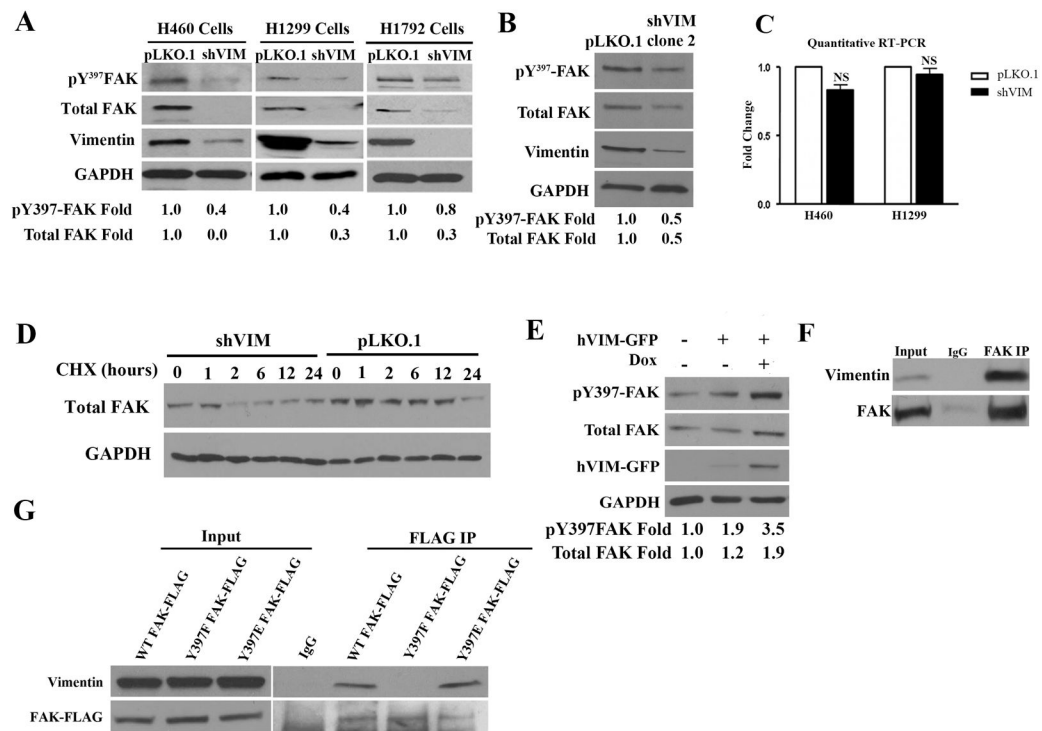 A
H460 Cells H1299 Cells H1792 Cells
pLKO.1 shVIM pLKO.1 shVIM pLKO.1 shVIM
pY³⁹⁷FAK
Total FAK
Vimentin
GAPDH
pY397-FAK Fold 1.0 0.4 1.0 0.4 1.0 0.8
Total FAK Fold 1.0 0.0 1.0 0.3 1.0 0.3
B
pLKO.1 shVIM clone 2
pY³⁹⁷-FAK
Total FAK
Vimentin
GAPDH
pY397-FAK Fold 1.0 0.5
Total FAK Fold 1.0 0.5
C
Quantitative RT-PCR
Fold Change
1.0
0.5
0.0
NS NS
H460 H1299
pLKO.1
shVIM
D
shVIM pLKO.1
CHX (hours) 0 1 2 6 12 24 0 1 2 6 12 24
Total FAK
GAPDH
E
hVIM-GFP - + +
Dox - - +
pY397-FAK
Total FAK
hVIM-GFP
GAPDH
pY397FAK Fold 1.0 1.9 3.5
Total FAK Fold 1.0 1.2 1.9
F
Input IgG FAK IP
Vimentin
FAK
G
Input FLAG IP
WT FAK-FLAG Y397F FAK-FLAG Y397E FAK-FLAG IgG WT FAK-FLAG Y397F FAK-FLAG Y397E FAK-FLAG
Vimentin
FAK-FLAG